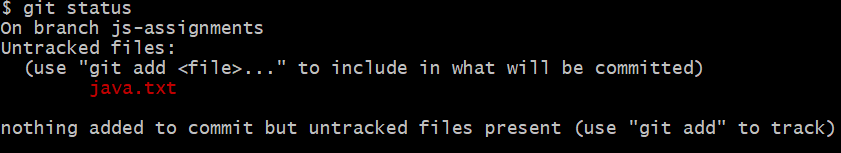 $ git status
On branch js-assignments
Untracked files:
  (use "git add <file>..." to include in what will be committed)
        java.txt

nothing added to commit but untracked files present (use "git add" to track)